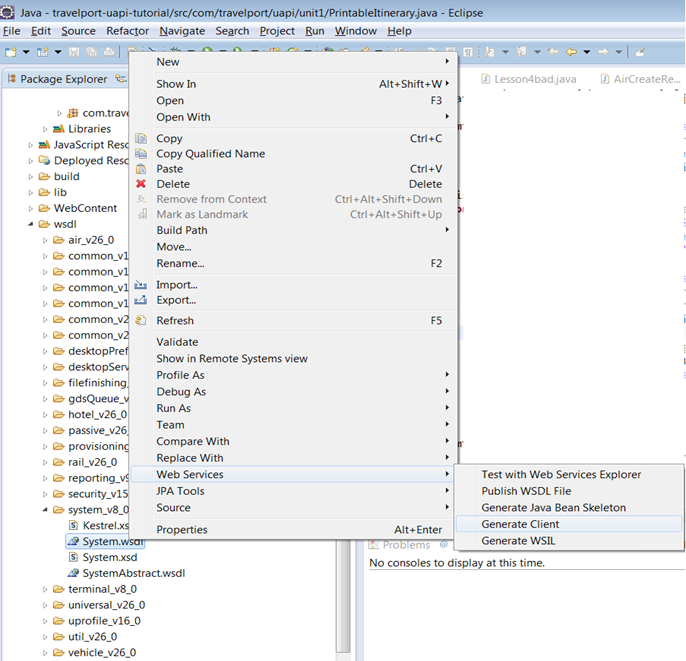 Java - travelport-uapi-tutorial/src/com/travelport/uapi/unit1/PrintableItinerary.java - Eclipse
File Edit Source Refactor Navigate Search Project Run Window Help
Package Explorer
Lesson4bad.java
AirCreateRe...
com.trave
Libraries
JavaScript Reso
Deployed Reso
build
lib
WebContent
wsdl
air_v26_0
common_v1
common_v1
common_v1
common_v1
common_v2
common_v2
desktopPref
desktopServ
filefinishing_
gdsQueue_v
hotel_v26_0
passive_v26_
provisioning
rail_v26_0
reporting_v9
security_v15
system_v8_0
Kestrel.xs
System.wsdl
System.xsd
SystemAbstract.wsdl
terminal_v8_0
universal_v26_0
uprofile_v16_0
util_v26_0
vehicle_v26_0
New
Show In Alt+Shift+W
Open F3
Open With
Copy Ctrl+C
Copy Qualified Name
Paste Ctrl+V
Delete Delete
Remove from Context Ctrl+Alt+Shift+Down
Mark as Landmark Ctrl+Alt+Shift+Up
Build Path
Move...
Rename... F2
Import...
Export...
Refresh F5
Validate
Show in Remote Systems view
Profile As
Debug As
Run As
Team
Compare With
Replace With
Web Services
JPA Tools
Source
Properties Alt+Enter
Test with Web Services Explorer
Publish WSDL File
Generate Java Bean Skeleton
Generate Client
Generate WSIL
Problems
No consoles to display at this time.